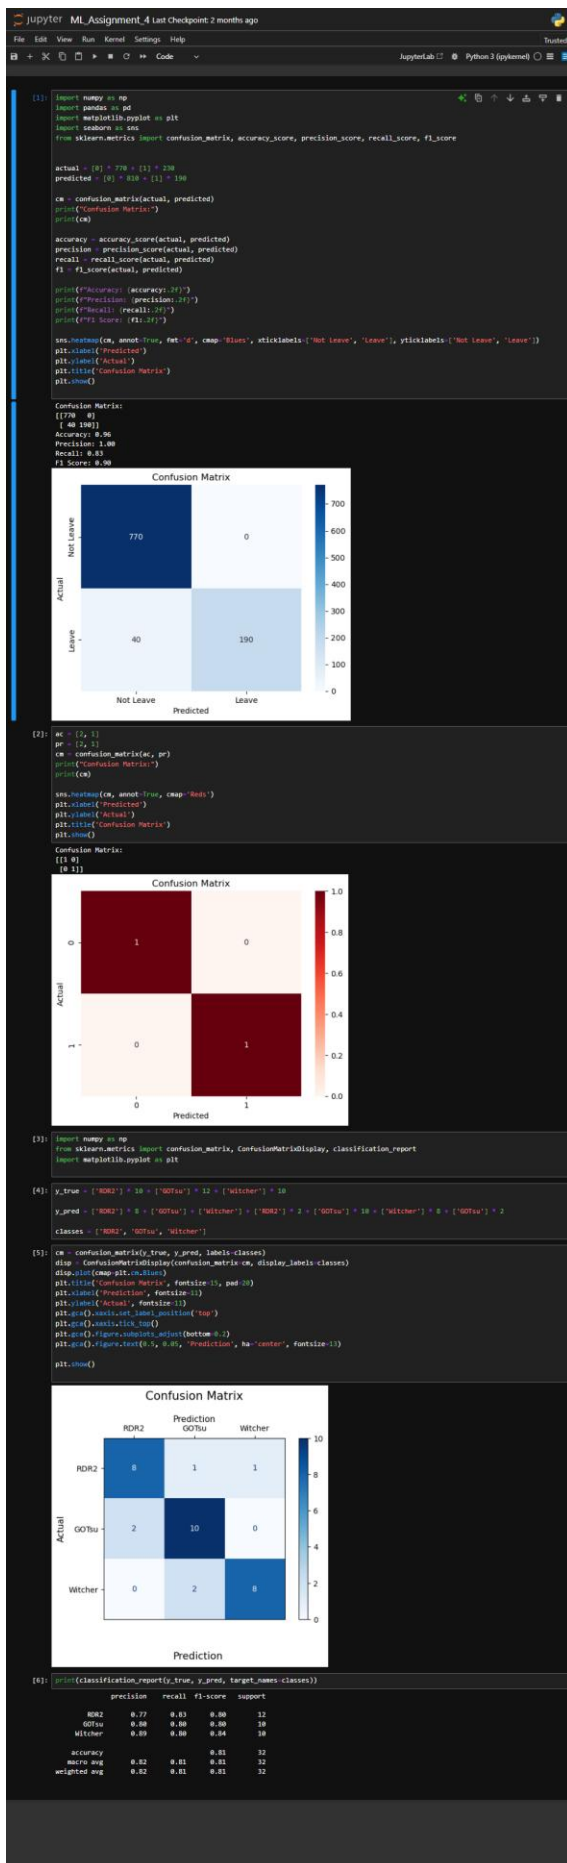 jupyter ML_Assignment_4 Last Checkpoint: 2 months ago
File Edit View Run Kernel Settings Help
Trusted
Code
JupyterLab
Python 3 (ipykernel)
[1]: import numpy as np
import pandas as pd
import matplotlib.pyplot as plt
import seaborn as sns
from sklearn.metrics import confusion_matrix, accuracy_score, precision_score, recall_score, f1_score
actual = [0] * 770 + [1] * 230
predicted = [0] * 810 + [1] * 190
cm = confusion_matrix(actual, predicted)
print("Confusion Matrix:")
print(cm)
accuracy = accuracy_score(actual, predicted)
precision = precision_score(actual, predicted)
recall = recall_score(actual, predicted)
f1 = f1_score(actual, predicted)
print(f"Accuracy: {accuracy:.2f}")
print(f"Precision: {precision:.2f}")
print(f"Recall: {recall:.2f}")
print(f"F1 Score: {f1:.2f}")
sns.heatmap(cm, annot=True, fmt='d', cmap='Blues', xticklabels=['Not Leave', 'Leave'], yticklabels=['Not Leave', 'Leave'])
plt.xlabel('Predicted')
plt.ylabel('Actual')
plt.title('Confusion Matrix')
plt.show()
Confusion Matrix:
[[770 0]
[ 40 190]]
Accuracy: 0.96
Precision: 1.00
Recall: 0.83
F1 Score: 0.90
Confusion Matrix
Actual
Not Leave
770
0
Leave
40
190
Not Leave
Leave
Predicted
700
600
500
400
300
200
100
0
[2]: ac = [2, 1]
pr = [2, 1]
cm = confusion_matrix(ac, pr)
print("Confusion Matrix:")
print(cm)
sns.heatmap(cm, annot=True, cmap='Reds')
plt.xlabel('Predicted')
plt.ylabel('Actual')
plt.title('Confusion Matrix')
plt.show()
Confusion Matrix:
[[1 0]
[0 1]]
Confusion Matrix
Actual
0
1
0
1
0
1
0
1
Predicted
1.0
0.8
0.6
0.4
0.2
0.0
[3]: import numpy as np
from sklearn.metrics import confusion_matrix, ConfusionMatrixDisplay, classification_report
import matplotlib.pyplot as plt
[4]: y_true = ['RDR2'] * 10 + ['GOTsu'] * 12 + ['Witcher'] * 10
y_pred = ['RDR2'] * 8 + ['GOTsu'] + ['Witcher'] + ['RDR2'] * 2 + ['GOTsu'] * 10 + ['Witcher'] * 8 + ['GOTsu'] * 2
classes = ['RDR2', 'GOTsu', 'Witcher']
[5]: cm = confusion_matrix(y_true, y_pred, labels=classes)
disp = ConfusionMatrixDisplay(confusion_matrix=cm, display_labels=classes)
disp.plot(cmap=plt.cm.Blues)
plt.title('Confusion Matrix', fontsize=15, pad=20)
plt.xlabel('Prediction', fontsize=11)
plt.ylabel('Actual', fontsize=11)
plt.gca().xaxis.set_label_position('top')
plt.gca().xaxis.tick_top()
plt.gca().figure.subplots_adjust(bottom=0.2)
plt.gca().figure.text(0.5, 0.05, 'Prediction', ha='center', fontsize=13)
plt.show()
Confusion Matrix
Prediction
RDR2 GOTsu Witcher
Actual
RDR2 8 1 1
GOTsu 2 10 0
Witcher 0 2 8
10
8
6
4
2
0
Prediction
[6]: print(classification_report(y_true, y_pred, target_names=classes))
precision recall f1-score support
RDR2 0.77 0.83 0.80 12
GOTsu 0.80 0.80 0.80 10
Witcher 0.89 0.80 0.84 10
accuracy 0.81 32
macro avg 0.82 0.81 0.81 32
weighted avg 0.82 0.81 0.81 32